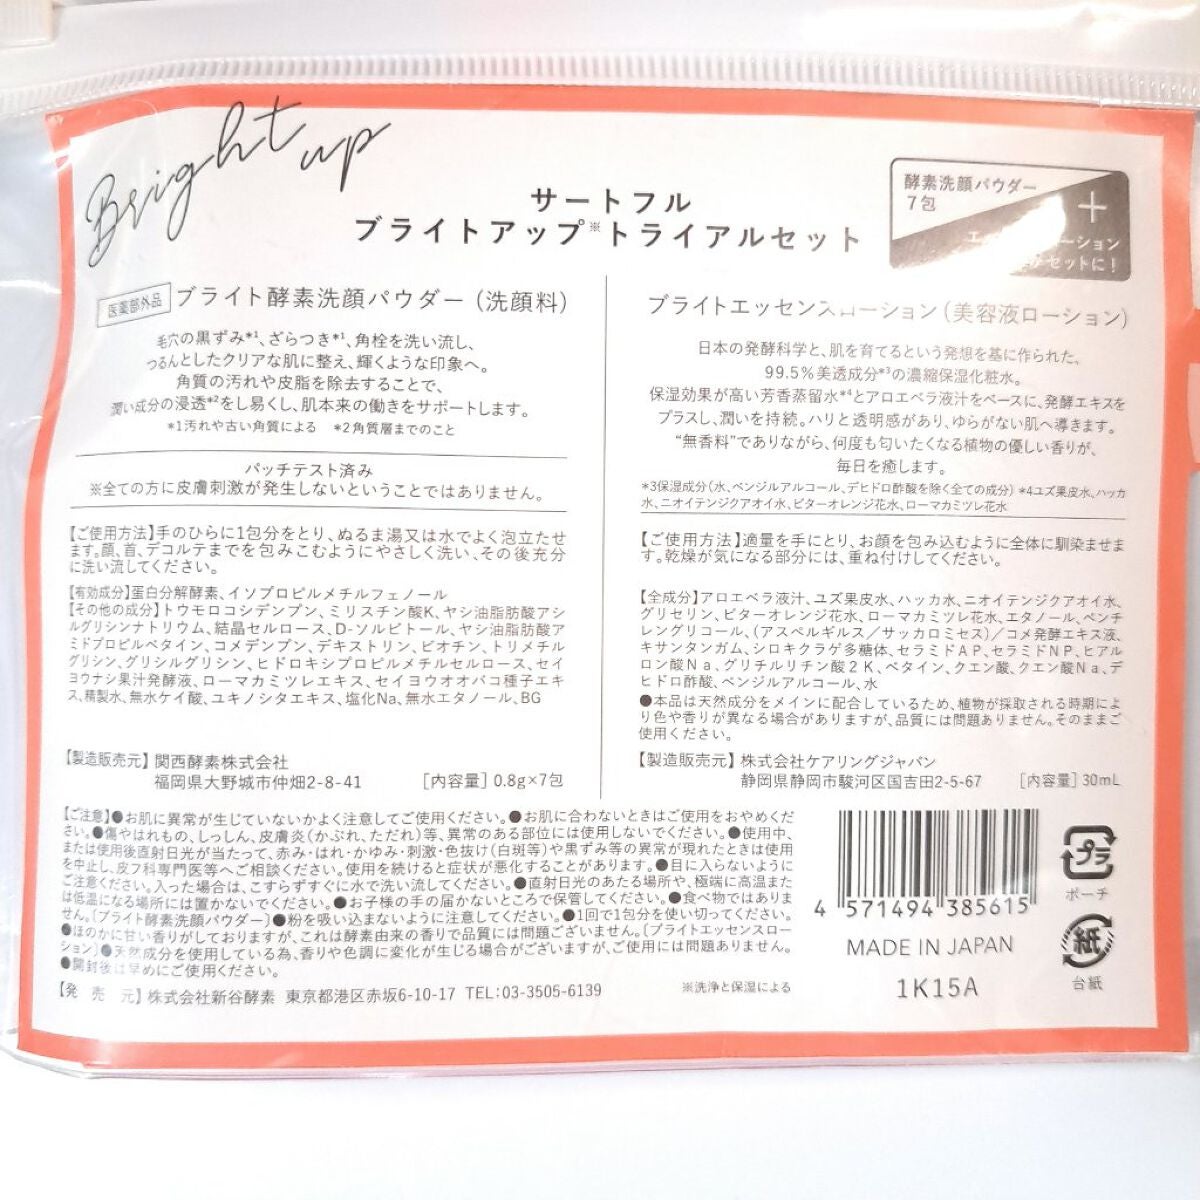 Bright up
サートフル
ブライトアップ※トライアルセット
酵素洗顔パウダー
7包
＋
セットに！
医薬部外品 ブライト酵素洗顔パウダー（洗顔料）
毛穴の黒ずみ*1、ざらつき*1、角栓を洗い流し、
つるんとしたクリアな肌に整え、輝くような印象へ。
角質の汚れや皮脂を除去することで、
潤い成分の浸透*2をし易くし、肌本来の働きをサポートします。
*1汚れや古い角質による *2角質層までのこと
パッチテスト済み
※全ての方に皮膚刺激が発生しないということではありません。
【ご使用方法】手のひらに1包分をとり、ぬるま湯又は水でよく泡立たせ
ます。顔、首、デコルテまでを包みこむようにやさしく洗い、その後充分
に洗い流してください。
【有効成分】蛋白分解酵素、イソプロピルメチルフェノール
【その他の成分】トウモロコシデンプン、ミリスチン酸K、ヤシ油脂肪酸アシ
ルグリシンナトリウム、結晶セルロース、D-ソルビトール、ヤシ油脂肪酸ア
ミドプロピルベタイン、コメデンプン、デキストリン、ビオチン、トリメチル
グリシン、グリシルグリシン、ヒドロキシプロピルメチルセルロース、セイ
ヨウナシ果汁発酵液、ローマカミツレエキス、セイヨウオオバコ種子エキ
ス、精製水、無水ケイ酸、ユキノシタエキス、塩化Na、無水エタノール、BG
【製造販売元】関西酵素株式会社
福岡県大野城市仲畑2-8-41 ［内容量］0.8g×7包
ブライトエッセンスローション（美容液ローション）
日本の発酵科学と、肌を育てるという発想を基に作られた。
99.5%美透成分*3の濃縮保湿化粧水。
保湿効果が高い芳香蒸留水*4とアロエベラ液汁をベースに、発酵エキスを
プラスし、潤いを持続。ハリと透明感があり、ゆらがない肌へ導きます。
“無香料”でありながら、何度も匂いたくなる植物の優しい香りが、
毎日を癒します。
*3保湿成分（水、ベンジルアルコール、デヒドロ酢酸を除く全ての成分） *4ユズ果皮水、ハッカ
水、ニオイテンジクアオイ水、ビターオレンジ花水、ローマカミツレ花水
【ご使用方法】適量を手にとり、お顔を包み込むように全体に馴染ませま
す。乾燥が気になる部分には、重ね付けしてください。
【全成分】アロエベラ液汁、ユズ果皮水、ハッカ水、ニオイテンジクアオイ水、
グリセリン、ビターオレンジ花水、ローマカミツレ花水、エタノール、ペンチ
レングリコール、（アスペルギルス／サッカロミセス）／コメ発酵エキス液、
キサンタンガム、シロキクラゲ多糖体、セラミドAP、セラミドNP、ヒアル
ロン酸Na、グリチルリチン酸2K、ベタイン、クエン酸、クエン酸Na、デ
ヒドロ酢酸、ベンジルアルコール、水
●本品は天然成分をメインに配合しているため、植物が採取される時期によ
り色や香りが異なる場合がありますが、品質には問題ありません。そのままご
使用ください。
【製造販売元】株式会社ケアリングジャパン
静岡県静岡市駿河区国吉田2-5-67 ［内容量］30mL
【ご注意】●お肌に異常が生じていないかよく注意してご使用ください。●お肌に合わないときはご使用をおやめくだ
さい。●傷やはれもの、しっしん、皮膚炎（かぶれ、ただれ）等、異常のある部位には使用しないでください。●使用中、
または使用後直射日光が当たって、赤み・はれ・かゆみ・刺激・色抜け（白斑等）や黒ずみ等の異常が現れたときは使用
を中止し、皮フ科専門医等へご相談ください。使用を続けると症状が悪化することがあります。●目に入らないように
ご注意ください。入った場合は、こすらずすぐに水で洗い流してください。●直射日光のあたる場所や、極端に高温また
は低温になる場所には置かないでください。●お子様の手の届かないところで保管してください。●食べ物ではありま
せん。〔ブライト酵素洗顔パウダー〕●粉を吸い込まないように注意してください。●1回で1包分を使い切ってください。
●ほのかに甘い香りがしておりますが、これは酵素由来の香りで品質には問題ございません。〔ブライトエッセンスロー
ション〕●天然成分を使用している為、香りや色調に変化が生じる場合がございますが、ご使用には問題ありません。
●開封後は早めにご使用ください。
【発 売 元】株式会社新谷酵素 東京都港区赤坂6-10-17 TEL:03-3505-6139 ※洗浄と保湿による
4 571494 385615
MADE IN JAPAN
1K15A
プラ
ポーチ
紙
台紙